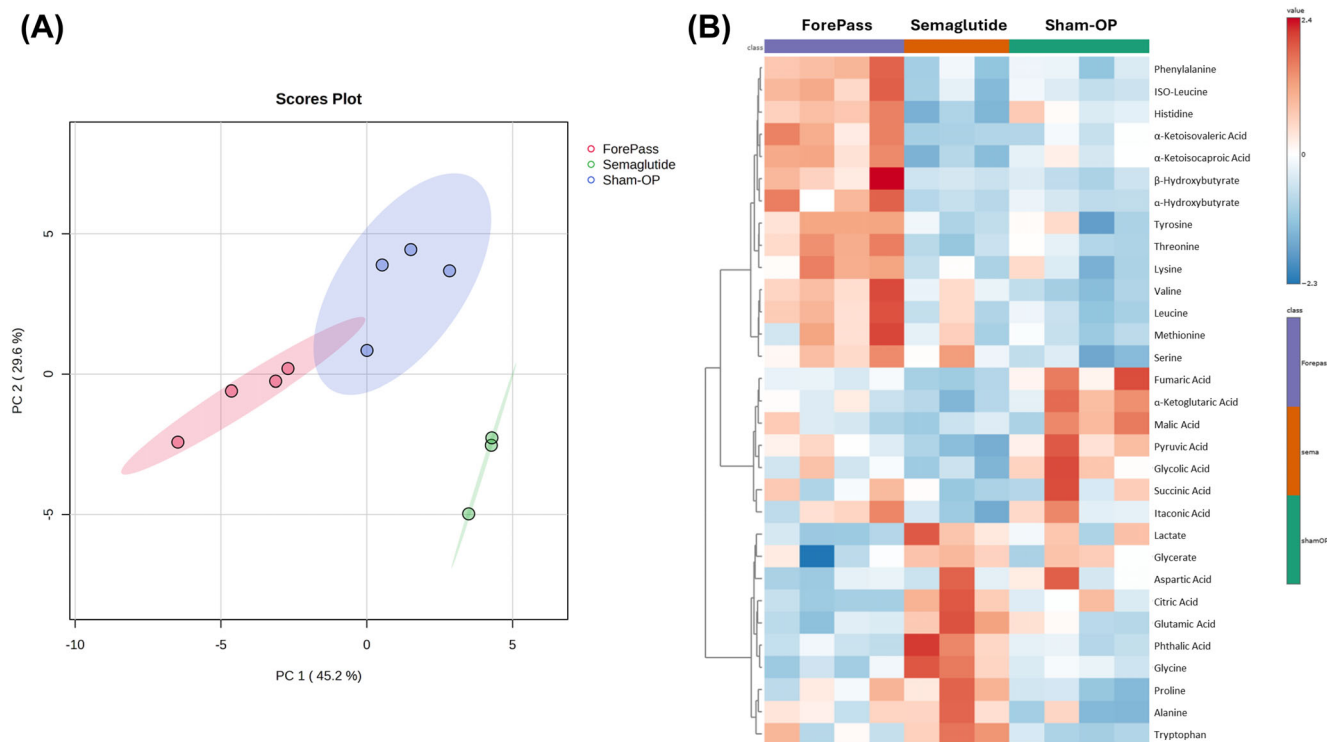 (A)
Scores Plot
5
0
-5
-10
-5
0
5
PC 2 ( 29.6 %)
PC 1 ( 45.2 %)
ForePass
Semaglutide
Sham-OP
(B)
ForePass Semaglutide Sham-OP
class
Phenylalanine
ISO-Leucine
Histidine
α-Ketoisovaleric Acid
α-Ketoisocaproic Acid
β-Hydroxybutyrate
α-Hydroxybutyrate
Tyrosine
Threonine
Lysine
Valine
Leucine
Methionine
Serine
Fumaric Acid
α-Ketoglutaric Acid
Malic Acid
Pyruvic Acid
Glycolic Acid
Succinic Acid
Itaconic Acid
Lactate
Glycerate
Aspartic Acid
Citric Acid
Glutamic Acid
Phthalic Acid
Glycine
Proline
Alanine
Tryptophan
value
2.4
0
-2.3
class
Forepas
sema
shamOP